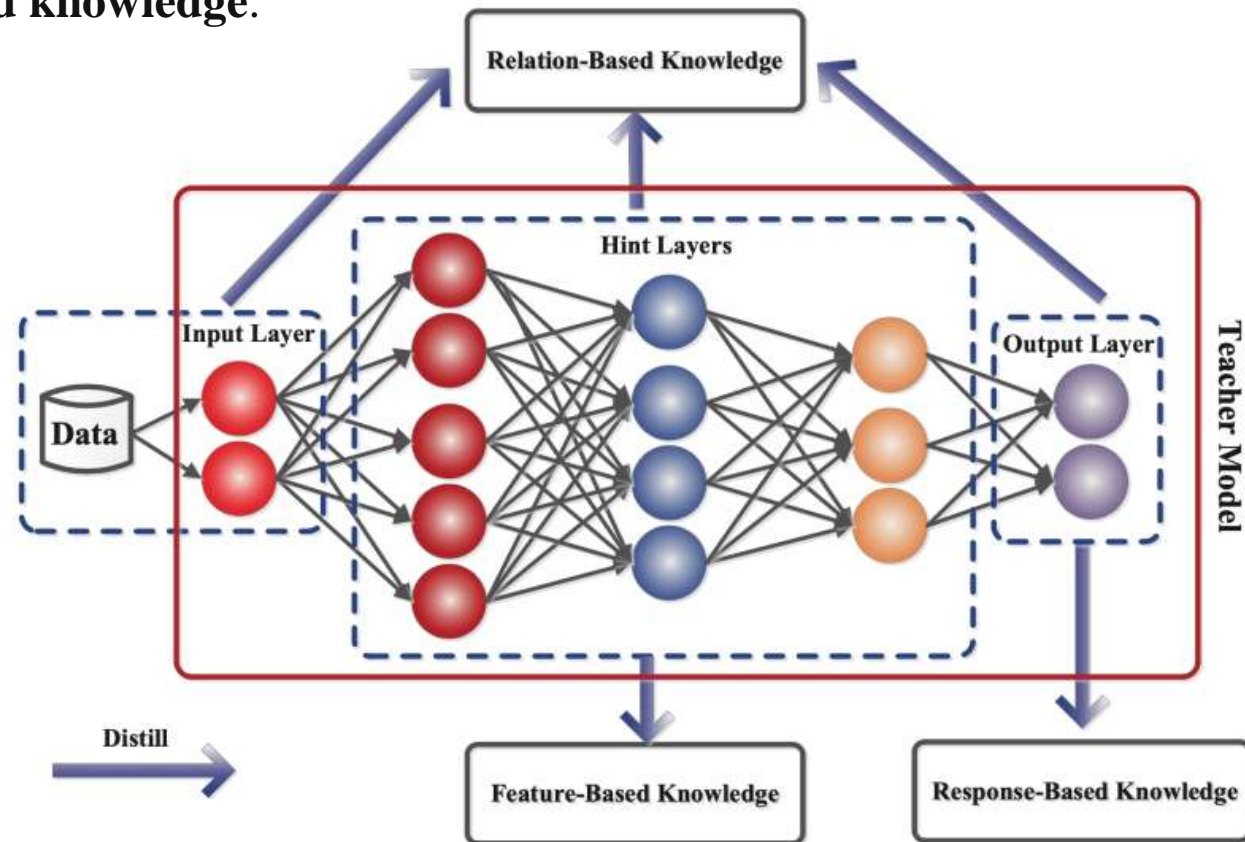 knowledge.
Relation-Based Knowledge
Hint Layers
Input Layer
Output Layer
Data
Teacher Model
Distill
Feature-Based Knowledge
Response-Based Knowledge